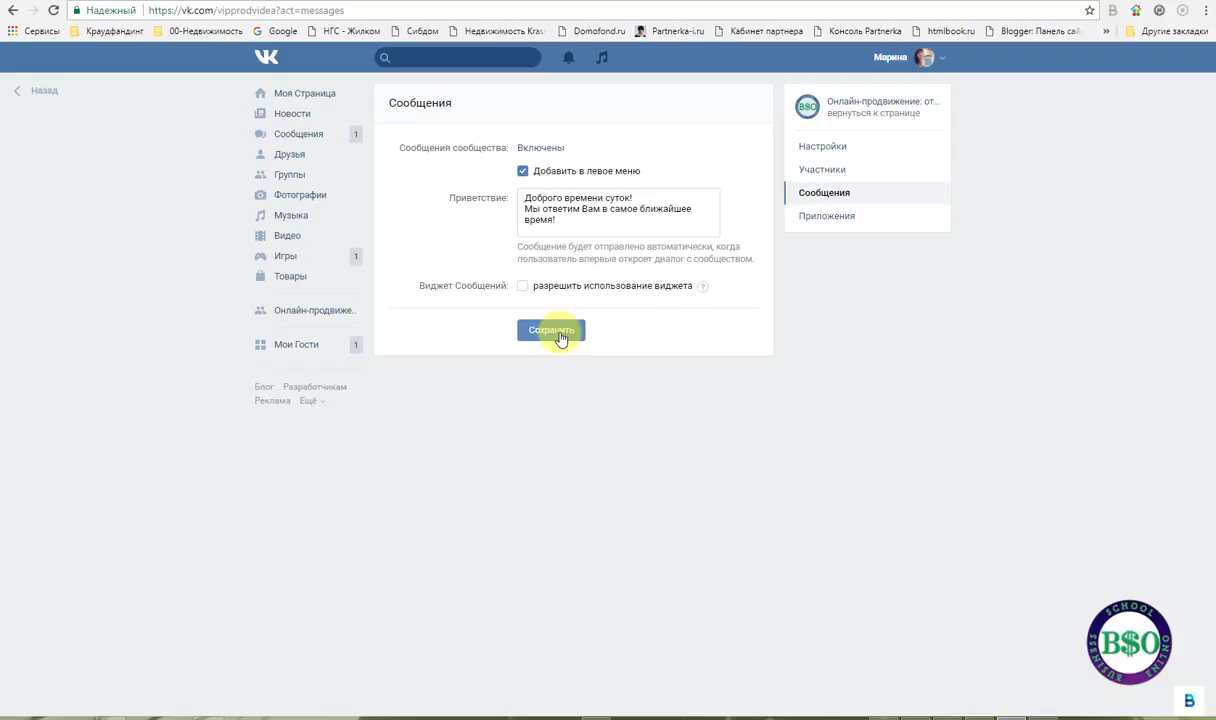 Надежный https://vk.com/vipprodvidea?act=messages
Сервисы Краудфандинг 00-Недвижимость Google НГС - Жилком Сибдом Недвижимость Kras Domofond.ru Partnerka-i.ru Кабинет партнера Консоль Partnerka htmlbook.ru Blogger: Панель сай » Другие закладки
Марина
Назад
Моя Страница
Новости
Сообщения 1
Друзья
Группы
Фотографии
Музыка
Видео
Игры 1
Товары
Онлайн-продвиже..
Мои Гости 1
Блог Разработчикам
Реклама Ещё
Сообщения
Сообщения сообщества: Включены
Добавить в левое меню
Приветствие: Доброго времени суток!
Мы ответим Вам в самое ближайшее
время!
Сообщение будет отправлено автоматически, когда
пользователь впервые откроет диалог с сообществом.
Виджет Сообщений: разрешить использование виджета ?
Сохранить
Онлайн-продвижение: от...
вернуться к странице
Настройки
Участники
Сообщения
Приложения
B$O
SCHOOL
BUSINESS
ONLINE
B$O
B